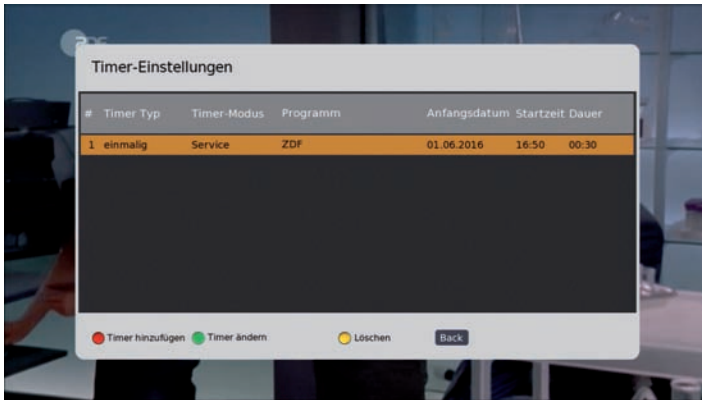 ZDF
Timer-Einstellungen
# Timer Typ Timer-Modus Programm Anfangsdatum Startzeit Dauer
1 einmalig Service ZDF 01.06.2016 16:50 00:30
Timer hinzufügen Timer ändern Löschen Back